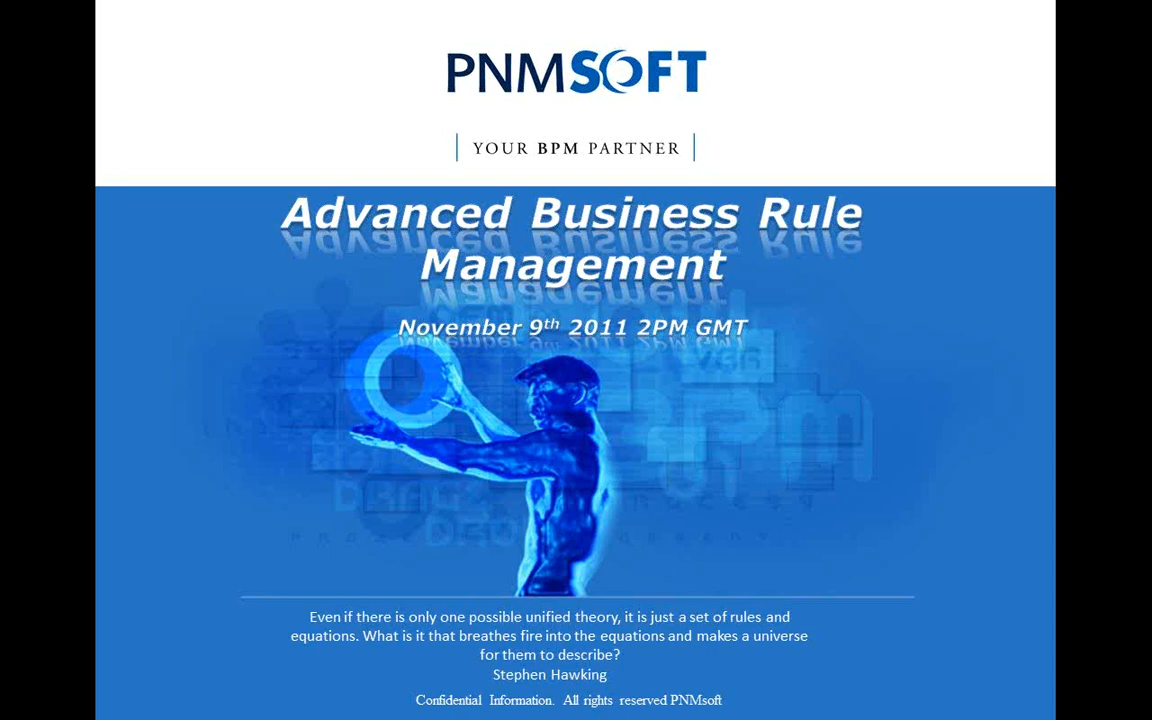 PNMSOFT
YOUR BPM PARTNER
Advanced Business Rule
Management
November 9th 2011 2PM GMT
Even if there is only one possible unified theory, it is just a set of rules and
equations. What is it that breathes fire into the equations and makes a universe
for them to describe?
Stephen Hawking
Confidential Information. All rights reserved PNMsoft